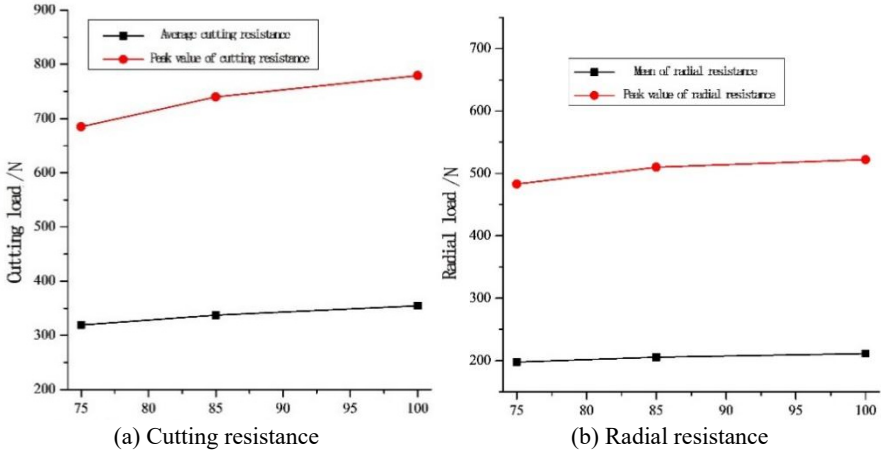 900
800
700
600
500
400
300
200
Cutting load /N
Average cutting resistance
Peak value of cutting resistance
75 80 85 90 95 100
(a) Cutting resistance
700
600
500
400
300
200
Radial load /N
Mean of radial resistance
Peak value of radial resistance
75 80 85 90 95 100
(b) Radial resistance